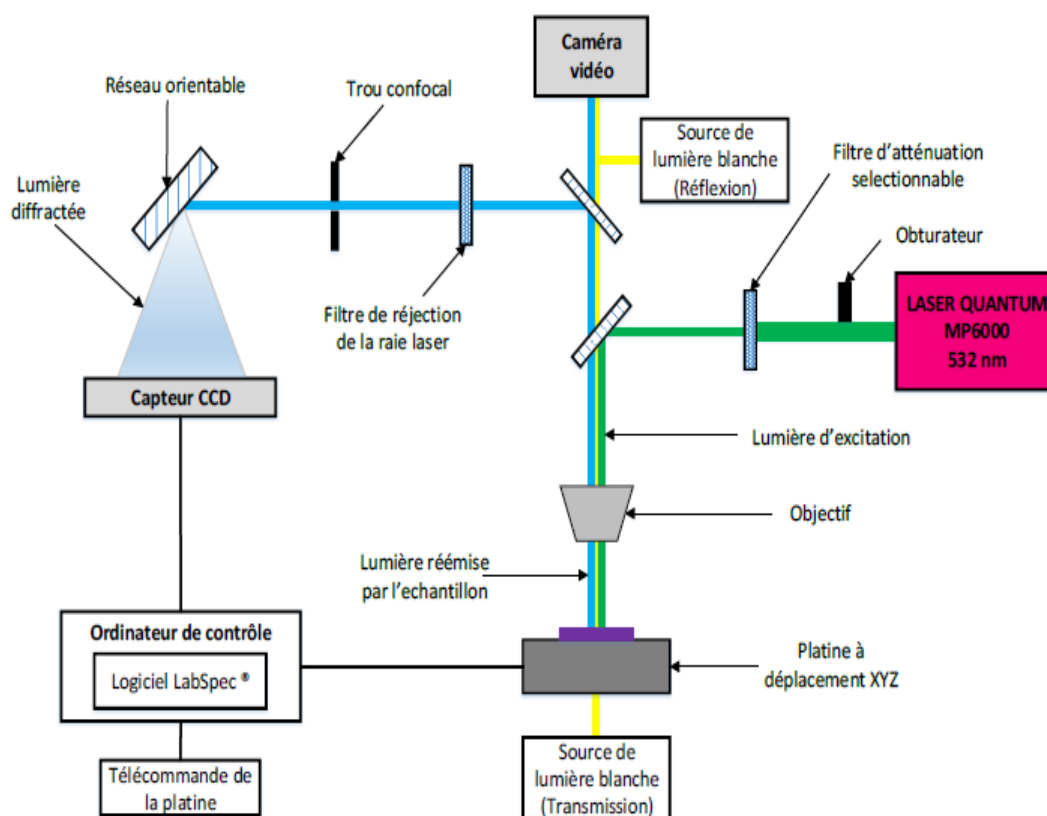 Caméra
vidéo
Réseau orientable
Trou confocal
Source de
lumière blanche
(Réflexion)
Filtre d'atténuation
selectionnable
Lumière
diffractée
Obturateur
Filtre de réjection
de la raie laser
LASER QUANTUM
MP6000
532 nm
Capteur CCD
Lumière d'excitation
Objectif
Lumière réémise
par l'echantillon
Ordinateur de contrôle
Logiciel LabSpec ®
Platine à
déplacement XYZ
Télécommande de
la platine
Source de
lumière blanche
(Transmission)